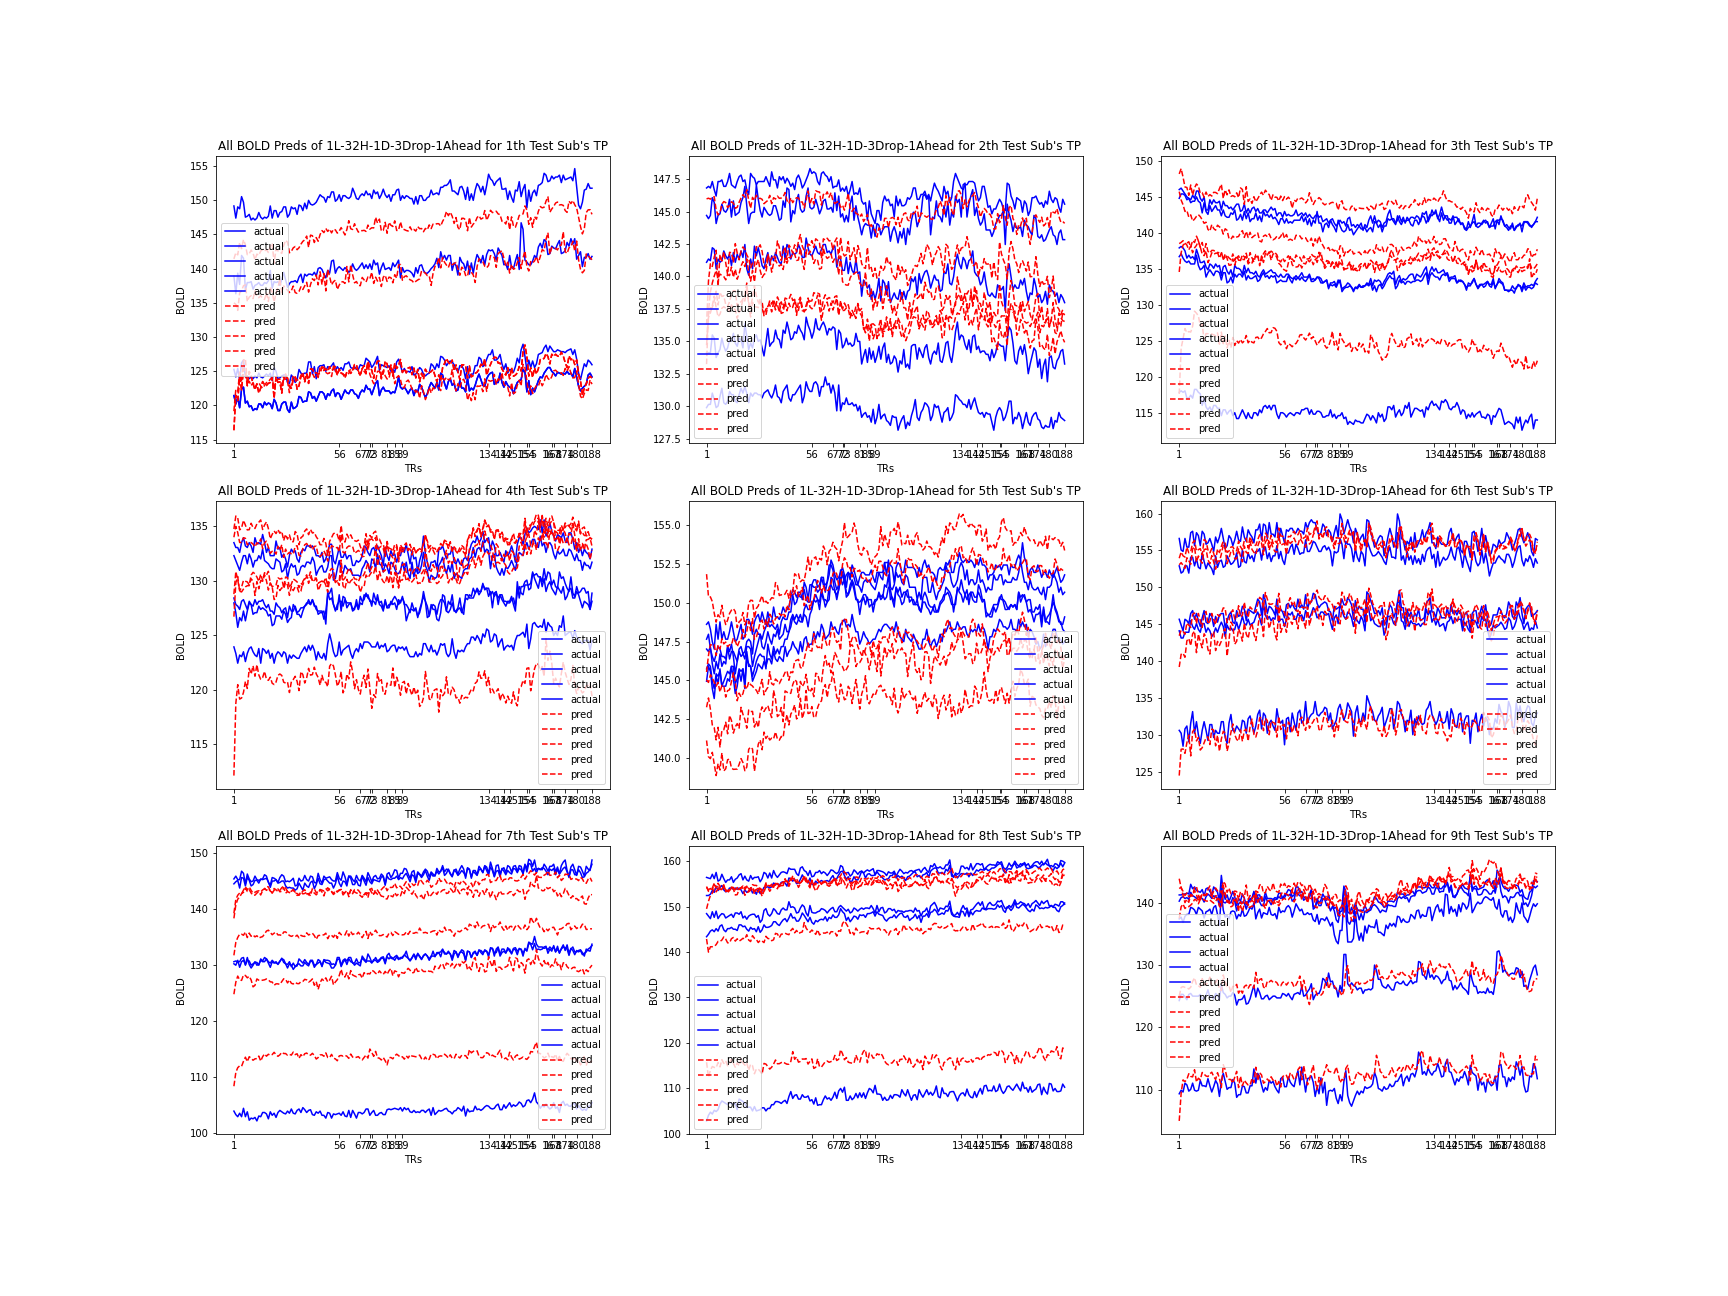 All BOLD Preds of 1L-32H-1D-3Drop-1Ahead for 1th Test Sub's TP
155
150
145
140
135
130
125
120
115
BOLD
actual
actual
actual
actual
actual
pred
pred
pred
pred
pred
1 56 134 188
TRs
All BOLD Preds of 1L-32H-1D-3Drop-1Ahead for 2th Test Sub's TP
147.5
145.0
142.5
140.0
137.5
135.0
132.5
130.0
127.5
BOLD
actual
actual
actual
actual
actual
pred
pred
pred
pred
pred
1 56 134 188
TRs
All BOLD Preds of 1L-32H-1D-3Drop-1Ahead for 3th Test Sub's TP
150
145
140
135
130
125
120
115
BOLD
actual
actual
actual
actual
actual
pred
pred
pred
pred
pred
1 56 134 188
TRs
All BOLD Preds of 1L-32H-1D-3Drop-1Ahead for 4th Test Sub's TP
135
130
125
120
115
BOLD
actual
actual
actual
actual
actual
pred
pred
pred
pred
pred
1 56 134 188
TRs
All BOLD Preds of 1L-32H-1D-3Drop-1Ahead for 5th Test Sub's TP
155.0
152.5
150.0
147.5
145.0
142.5
140.0
BOLD
actual
actual
actual
actual
actual
pred
pred
pred
pred
pred
1 56 134 188
TRs
All BOLD Preds of 1L-32H-1D-3Drop-1Ahead for 6th Test Sub's TP
160
155
150
145
140
135
130
125
BOLD
actual
actual
actual
actual
actual
pred
pred
pred
pred
pred
1 56 134 188
TRs
All BOLD Preds of 1L-32H-1D-3Drop-1Ahead for 7th Test Sub's TP
150
140
130
120
110
100
BOLD
actual
actual
actual
actual
actual
pred
pred
pred
pred
pred
1 56 134 188
TRs
All BOLD Preds of 1L-32H-1D-3Drop-1Ahead for 8th Test Sub's TP
160
150
140
130
120
110
100
BOLD
actual
actual
actual
actual
actual
pred
pred
pred
pred
pred
1 56 134 188
TRs
All BOLD Preds of 1L-32H-1D-3Drop-1Ahead for 9th Test Sub's TP
140
130
120
110
BOLD
actual
actual
actual
actual
actual
pred
pred
pred
pred
pred
1 56 134 188
TRs